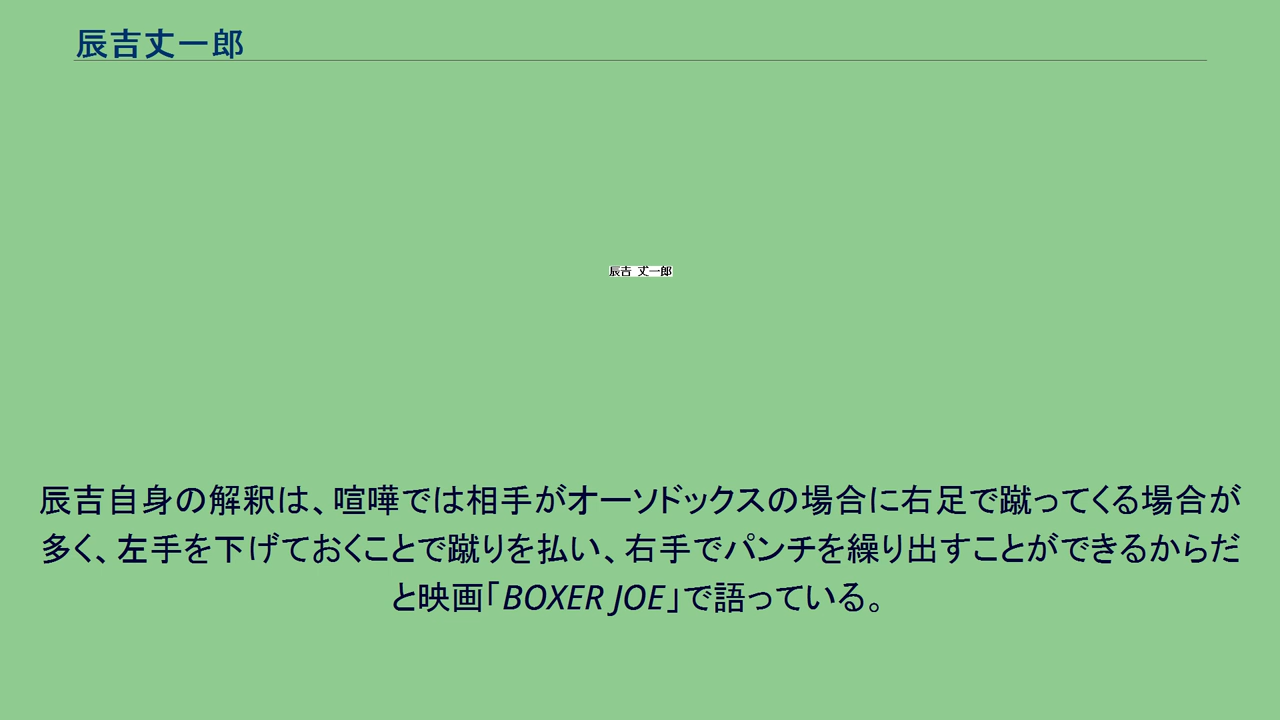 辰吉丈一郎
辰吉 丈一郎
辰吉自身の解釈は、喧嘩では相手がオーソドックスの場合に右足で蹴ってくる場合が
多く、左手を下げておくことで蹴りを払い、右手でパンチを繰り出すことができるからだ
と映画「BOXER JOE」で語っている。